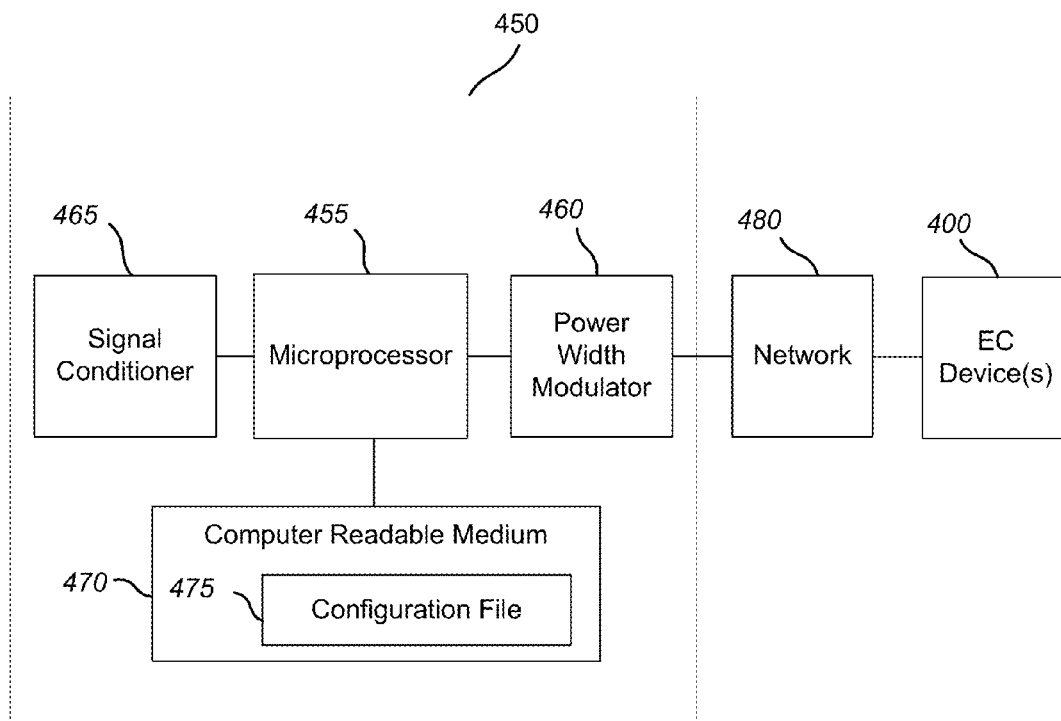 450
465
455
460
480
400
Signal
Conditioner
Microprocessor
Power
Width
Modulator
Network
EC
Device(s)
Computer Readable Medium
470
475
Configuration File